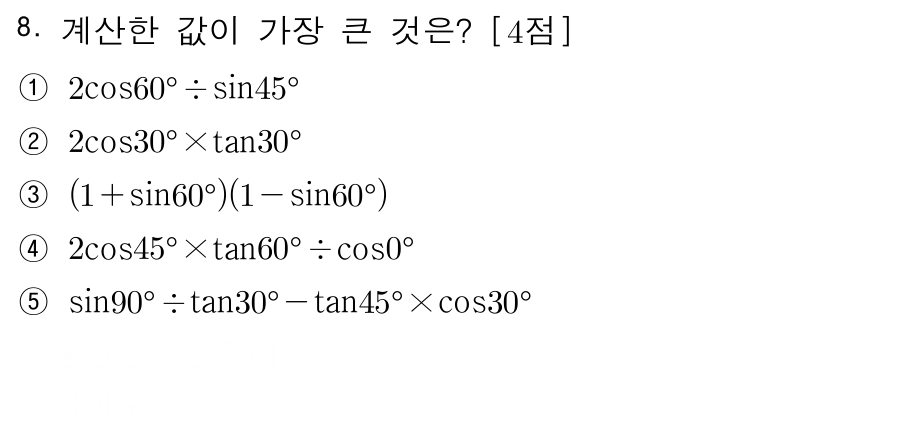 8. 계산한 값이 가장 큰 것은? [4점]
① 2cos60° ÷ sin45°
② 2cos30° × tan30°
③ (1 + sin60°)(1 − sin60°)
④ 2cos45° × tan60° ÷ cos0°
⑤ sin90° ÷ tan30° − tan45° × cos30°